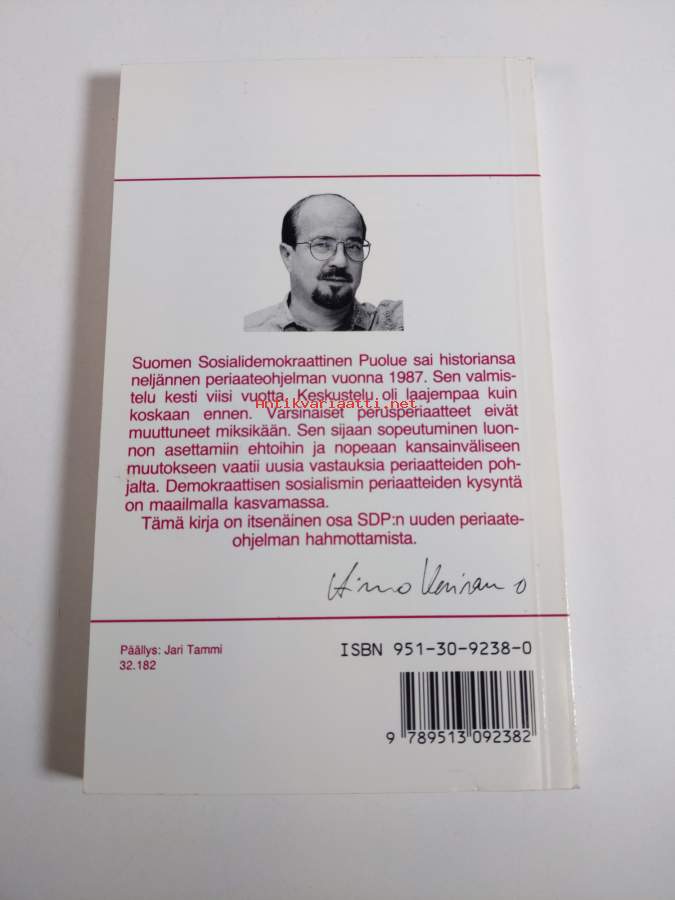 Suomen Sosialidemokraattinen Puolue sai historiansa
neljännen periaateohjelman vuonna 1987. Sen valmis-
telu kesti viisi vuotta. Keskustelu oli laajempaa kuin
Antikvariaatti.net
koskaan ennen. Varsinaiset perusperiaatteet eivät
muuttuneet miksikään. Sen sijaan sopeutuminen luon-
non asettamiin ehtoihin ja nopeaan kansainväliseen
muutokseen vaatii uusia vastauksia periaatteiden poh-
jalta. Demokraattisen sosialismin periaatteiden kysyntä
on maailmalla kasvamassa.
Tämä kirja on itsenäinen osa SDP:n uuden periaate-
ohjelman hahmottamista.
Päällys: Jari Tammi
32.182
ISBN 951-30-9238-0
9 789513 092382